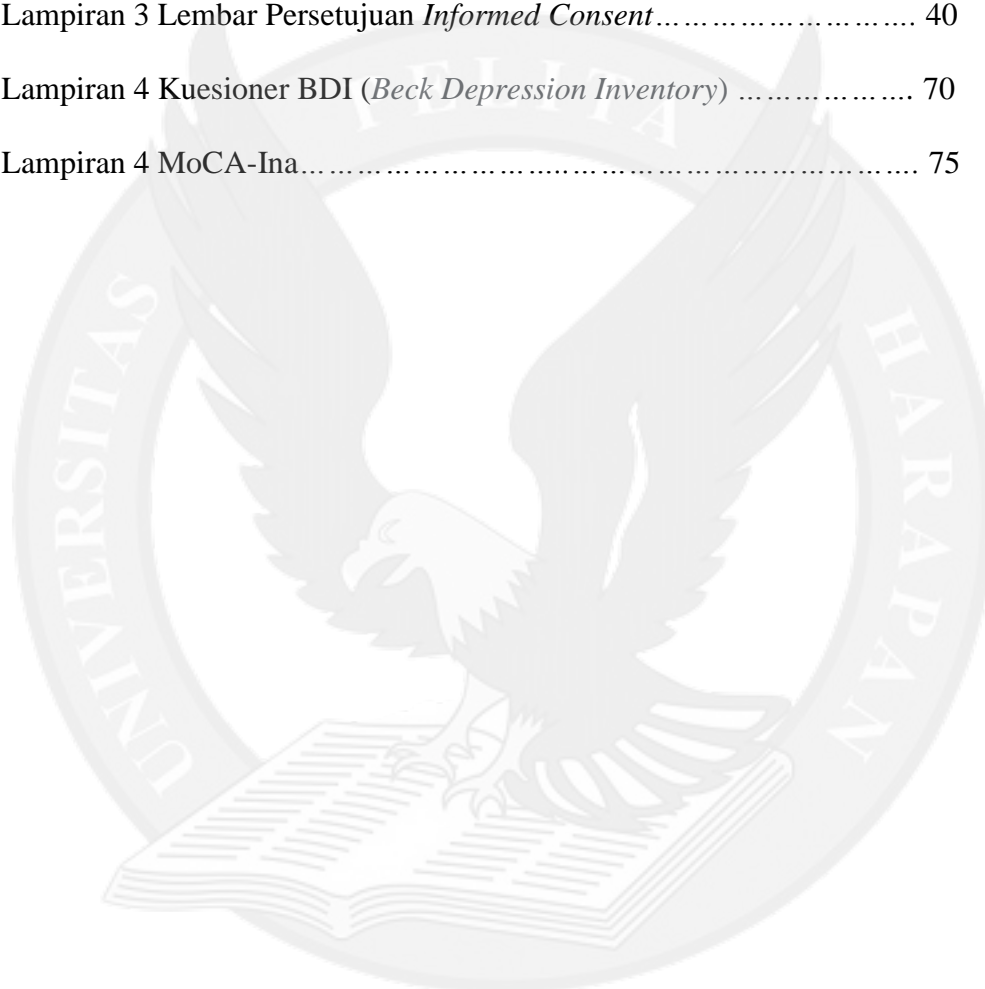 Lampiran 3 Lembar Persetujuan Informed Consent………………………. 40
Lampiran 4 Kuesioner BDI (Beck Depression Inventory) ………………. 70
Lampiran 4 MoCA-Ina……………………..…………………………………. 75
UNIVERSITAS PELITA HARAPAN